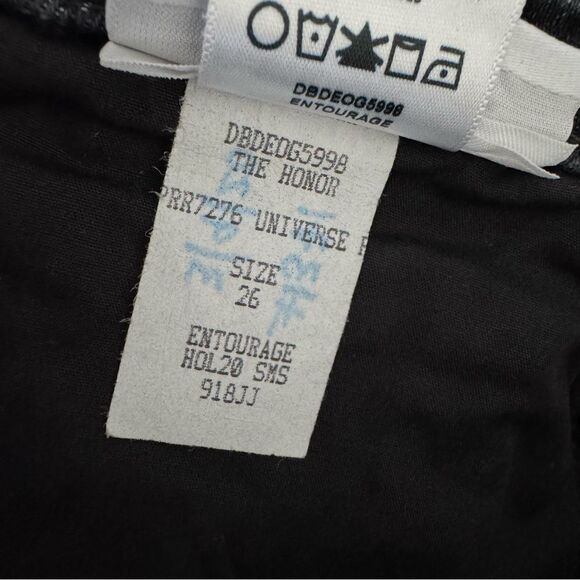 DBDEOG5998
ENTOURAGE
DBDEOG5998
THE HONOR
PRR7276 UNIVERSE
SIZE
26
ENTOURAGE
HOL20 SMS
918JJ